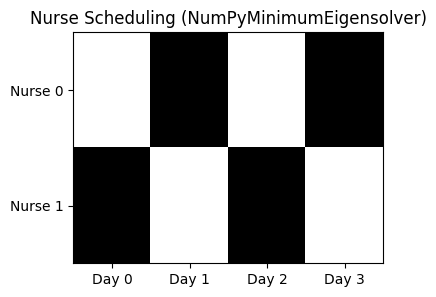 Nurse Scheduling (NumPyMinimumEigensolver)
Nurse 0
Nurse 1
Day 0 Day 1 Day 2 Day 3